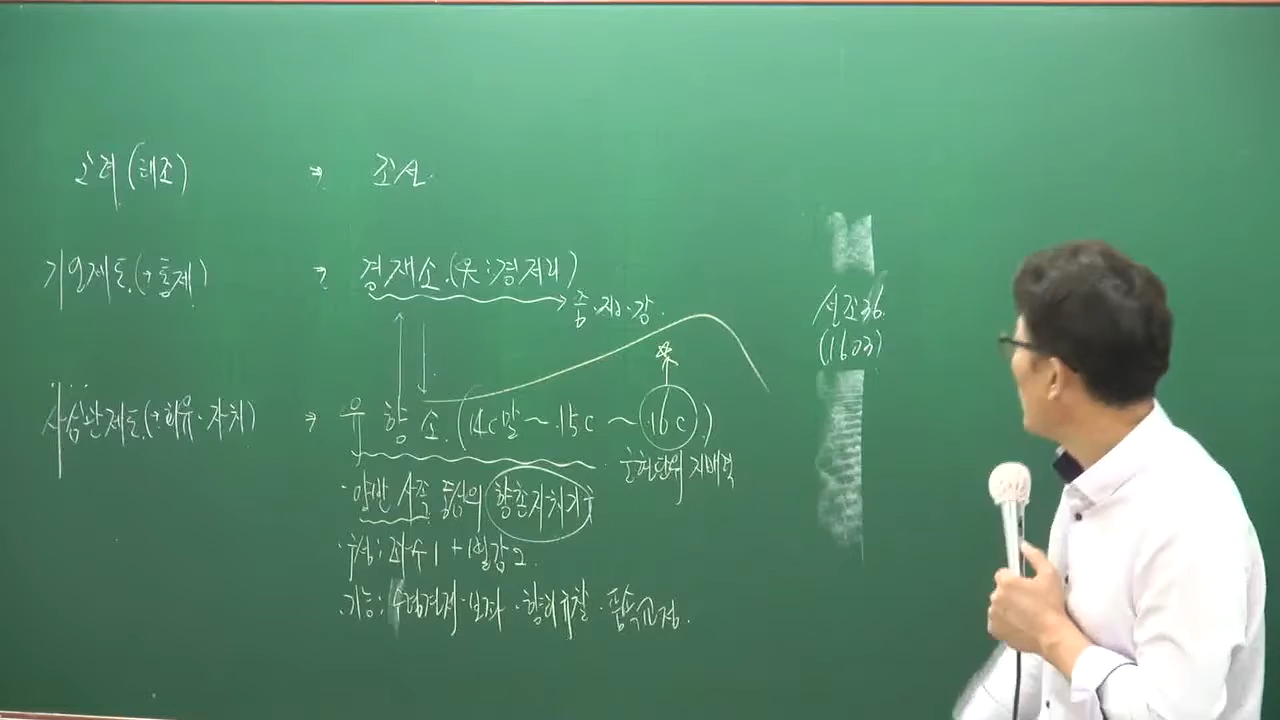 고려(태조) → 조선
기인제도(→통제) → 경재소.(옷:경저리)
중·지·강
선조36
(1603)
사심관제도(→회유·자치) → 유향소.(14c말~15c~16c)
군현단위 지배력
·양반 사족 중심의 향촌자치기구
·구성: 좌수1+별감2.
·기능: 수령견제·보좌·향리규찰·풍속교정.